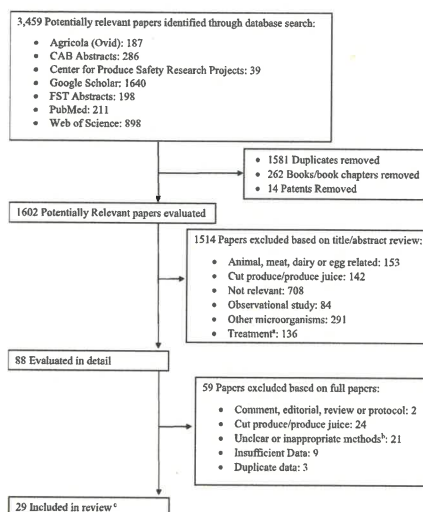 3,459 Potentially relevant papers identified through database search:
• Agricola (Ovid): 187
• CAB Abstracts: 286
• Center for Produce Safety Research Projects: 39
• Google Scholar: 1640
• FST Abstracts: 198
• PubMed: 211
• Web of Science: 898
• 1581 Duplicates removed
• 262 Books/book chapters removed
• 14 Patents Removed
1602 Potentially Relevant papers evaluated
1514 Papers excluded based on title/abstract review:
• Animal, meat, dairy or egg related: 153
• Cut produce/produce juice: 142
• Not relevant: 708
• Observational study: 84
• Other microorganisms: 291
• Treatmentᵃ: 136
88 Evaluated in detail
59 Papers excluded based on full papers:
• Comment, editorial, review or protocol: 2
• Cut produce/produce juice: 24
• Unclear or inappropriate methodsᵇ: 21
• Insufficient Data: 9
• Duplicate data: 3
29 Included in reviewᶜ